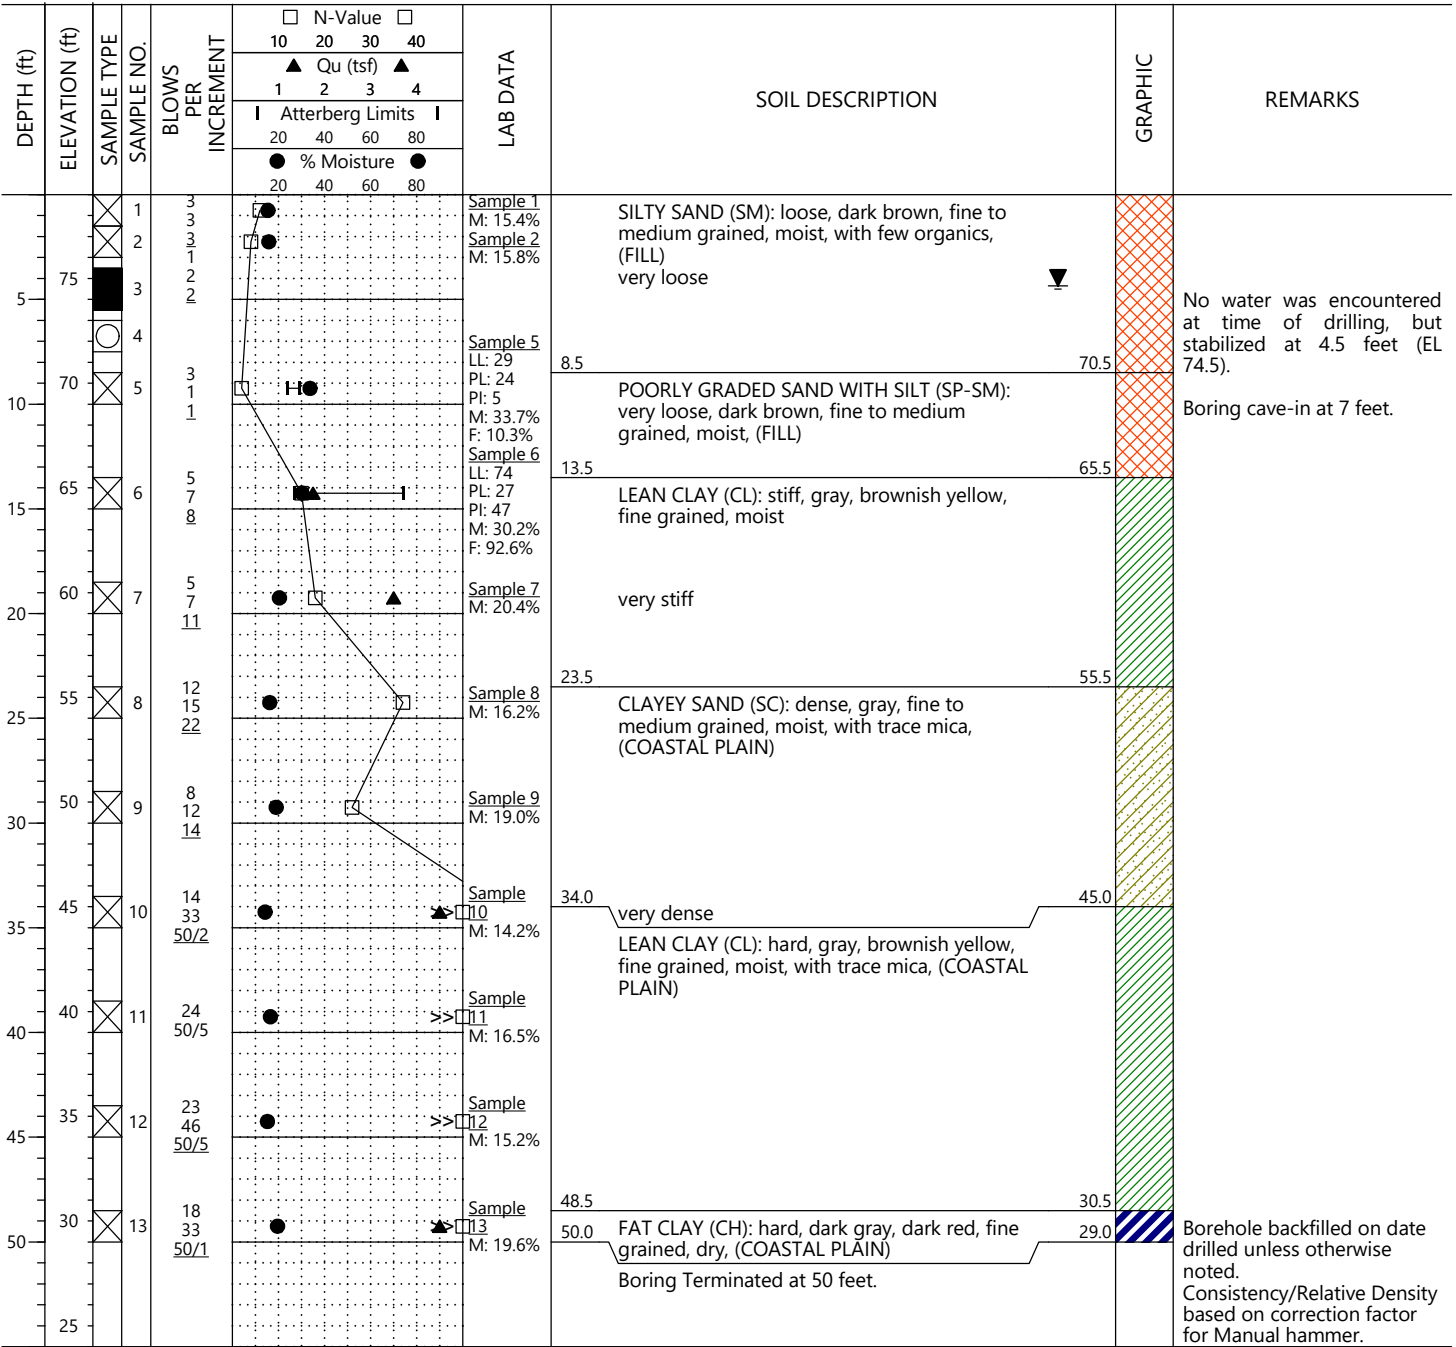 DEPTH (ft)
ELEVATION (ft)
SAMPLE TYPE
SAMPLE NO.
BLOWS
PER
INCREMENT
N-Value
10 20 30 40
Qu (tsf)
1 2 3 4
Atterberg Limits
20 40 60 80
% Moisture
20 40 60 80
LAB DATA
SOIL DESCRIPTION
GRAPHIC
REMARKS
1
3
3
Sample 1
M: 15.4%
SILTY SAND (SM): loose, dark brown, fine to
medium grained, moist, with few organics,
(FILL)
2
3
1
2
2
Sample 2
M: 15.8%
very loose
75
3
5
4
No water was encountered
at time of drilling, but
stabilized at 4.5 feet (EL
74.5).
8.5
70.5
Boring cave-in at 7 feet.
70
5
10
3
1
1
Sample 5
LL: 29
PL: 24
PI: 5
M: 33.7%
F: 10.3%
POORLY GRADED SAND WITH SILT (SP-SM):
very loose, dark brown, fine to medium
grained, moist, (FILL)
13.5
65.5
65
6
15
5
7
8
Sample 6
LL: 74
PL: 27
PI: 47
M: 30.2%
F: 92.6%
LEAN CLAY (CL): stiff, gray, brownish yellow,
fine grained, moist
60
7
20
5
7
11
Sample 7
M: 20.4%
very stiff
23.5
55.5
55
8
25
12
15
22
Sample 8
M: 16.2%
CLAYEY SAND (SC): dense, gray, fine to
medium grained, moist, with trace mica,
(COASTAL PLAIN)
50
9
30
8
12
14
Sample 9
M: 19.0%
34.0
45.0
45
10
35
14
33
50/2
>>
Sample
10
M: 14.2%
very dense
LEAN CLAY (CL): hard, gray, brownish yellow,
fine grained, moist, with trace mica, (COASTAL
PLAIN)
40
11
40
24
50/5
>>
Sample
11
M: 16.5%
35
12
45
23
46
50/5
>>
Sample
12
M: 15.2%
48.5
30.5
30
13
50
18
33
50/1
>>
Sample
13
M: 19.6%
50.0
29.0
FAT CLAY (CH): hard, dark gray, dark red, fine
grained, dry, (COASTAL PLAIN)
Boring Terminated at 50 feet.
25
Borehole backfilled on date
drilled unless otherwise
noted.
Consistency/Relative Density
based on correction factor
for Manual hammer.